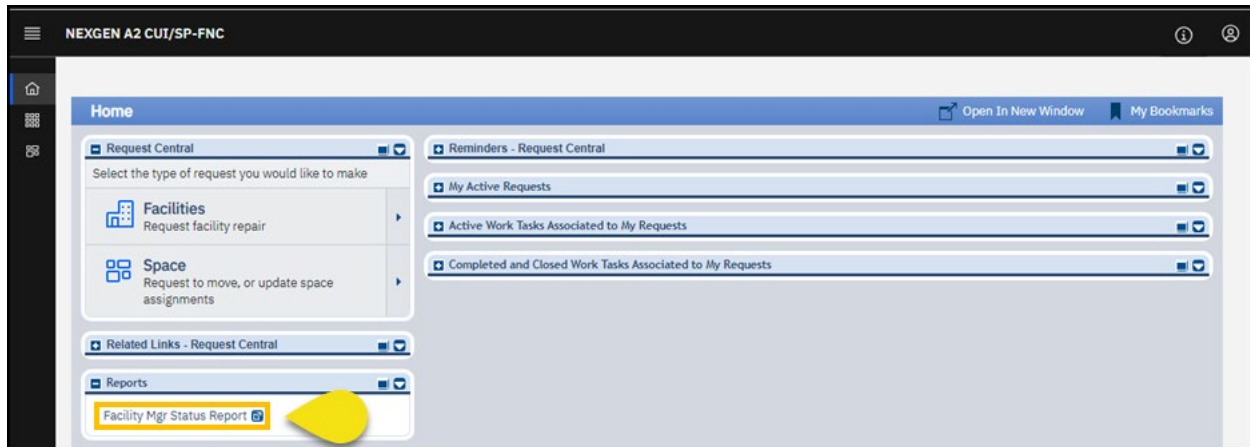 NEXGEN A2 CUI/SP-FNC
Home
Open In New Window
My Bookmarks
Request Central
Select the type of request you would like to make
Facilities
Request facility repair
Space
Request to move, or update space
assignments
Related Links - Request Central
Reports
Facility Mgr Status Report
Reminders - Request Central
My Active Requests
Active Work Tasks Associated to My Requests
Completed and Closed Work Tasks Associated to My Requests